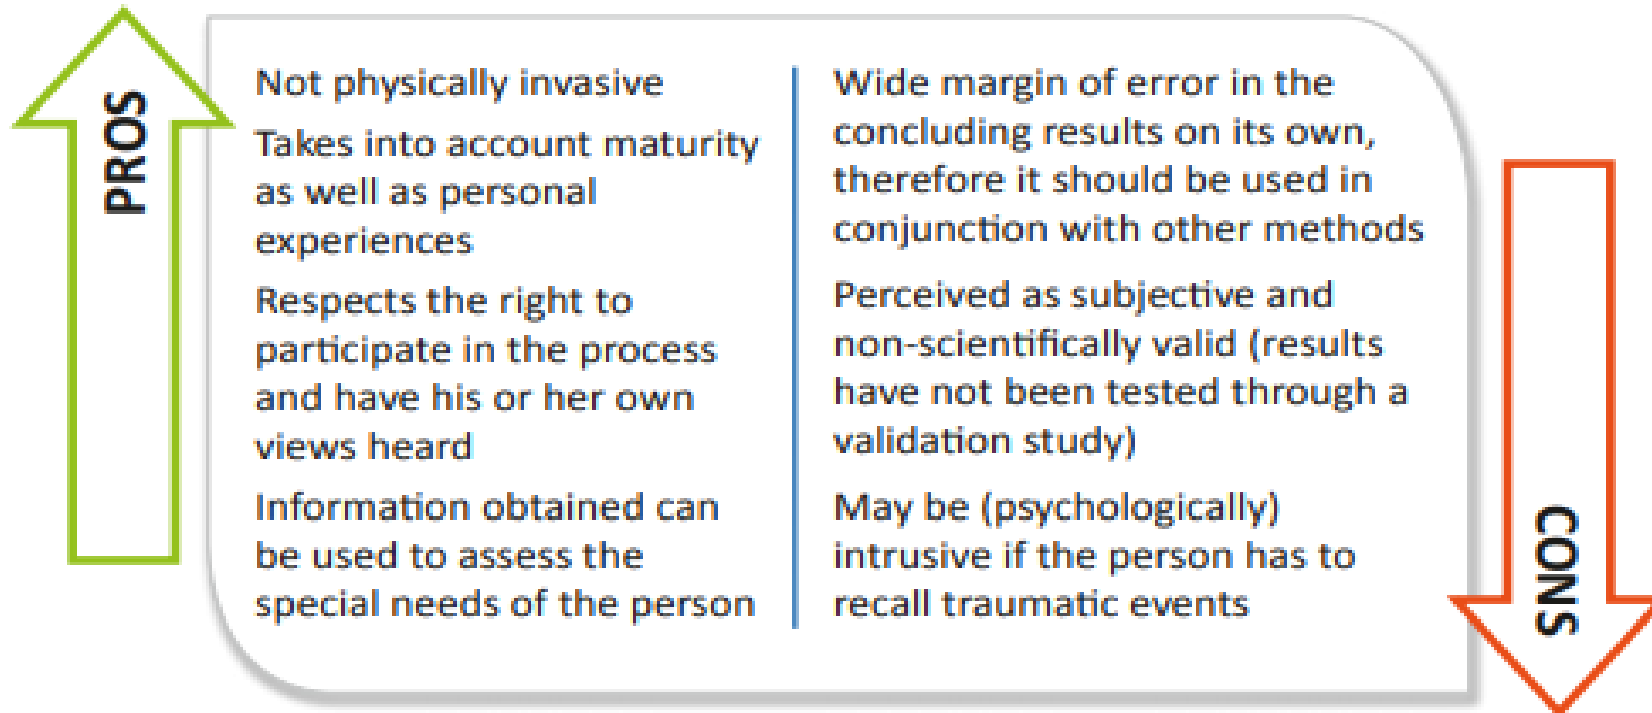 PROS
Not physically invasive
Takes into account maturity
as well as personal
experiences
Respects the right to
participate in the process
and have his or her own
views heard
Information obtained can
be used to assess the
special needs of the person
Wide margin of error in the
concluding results on its own,
therefore it should be used in
conjunction with other methods
Perceived as subjective and
non-scientifically valid (results
have not been tested through a
validation study)
May be (psychologically)
intrusive if the person has to
recall traumatic events
CONS